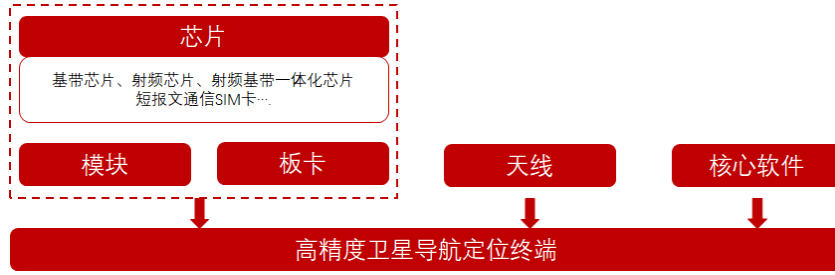 芯片
基带芯片、射频芯片、射频基带一体化芯片
短报文通信SIM卡….
模块
板卡
天线
核心软件
高精度卫星导航定位终端